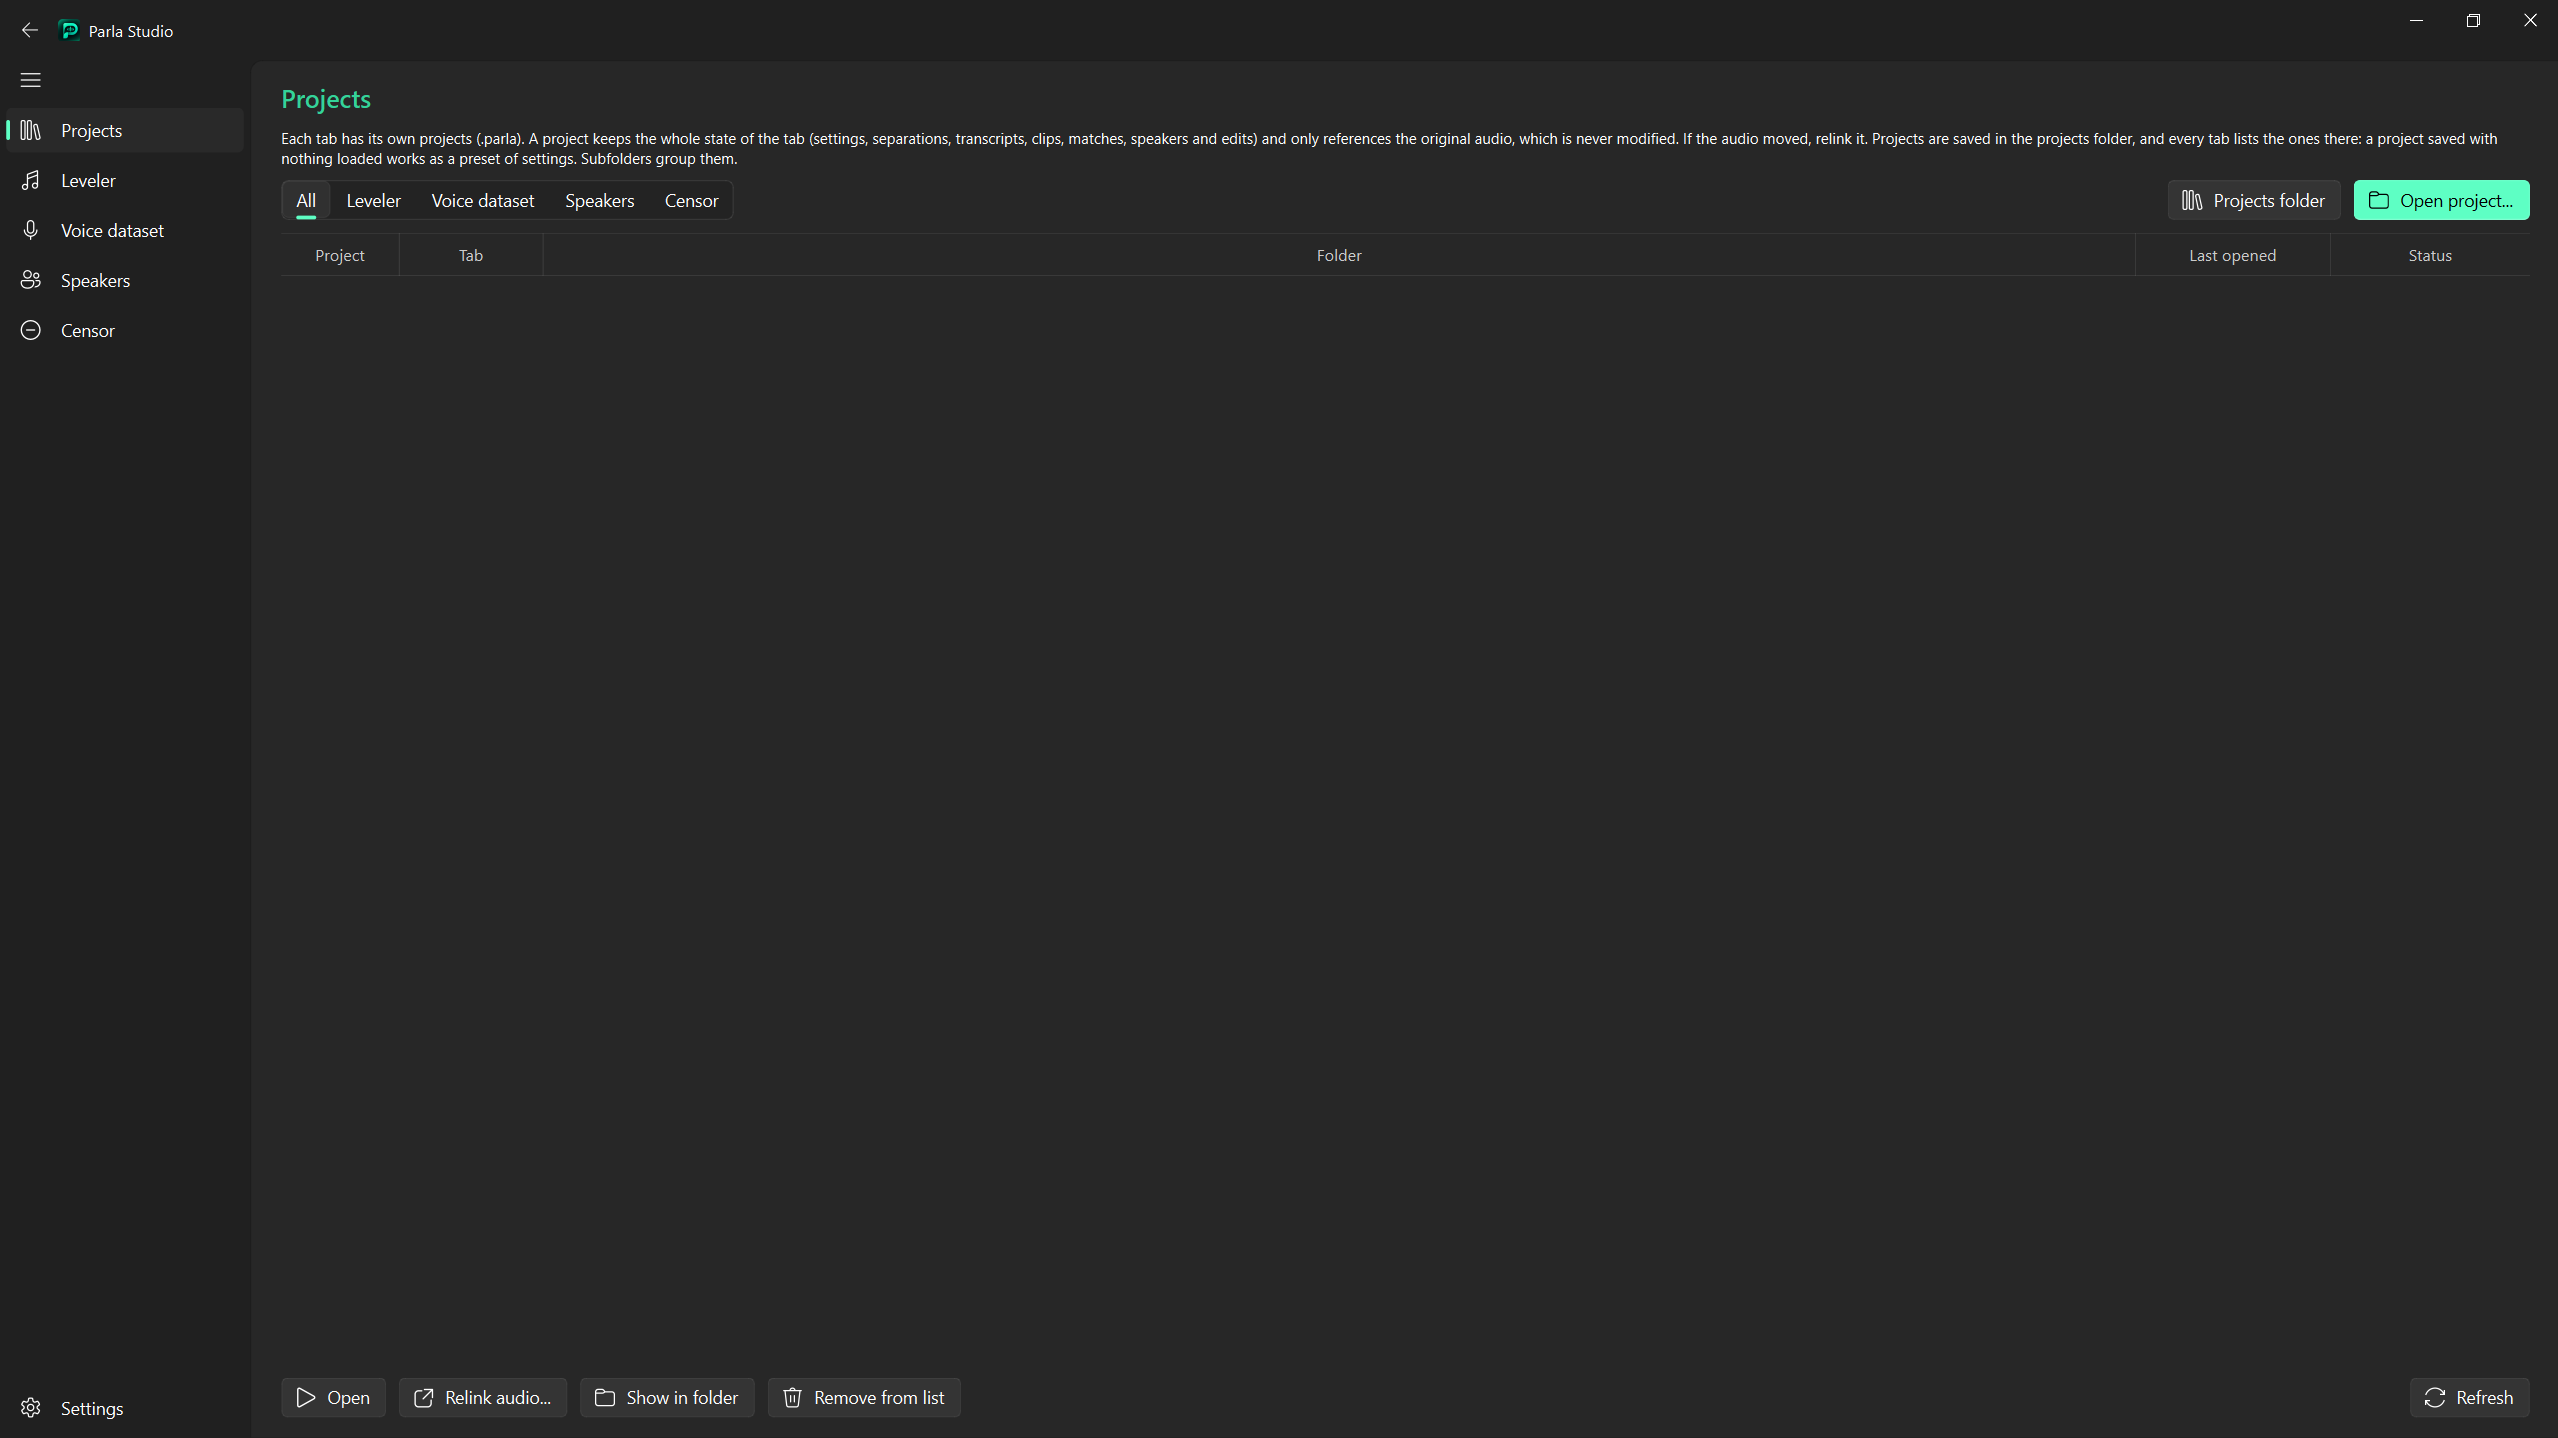 Parla Studio
Projects
Leveler
Voice dataset
Speakers
Censor
Settings
Projects
Each tab has its own projects (.parla). A project keeps the whole state of the tab (settings, separations, transcripts, clips, matches, speakers and edits) and only references the original audio, which is never modified. If the audio moved, relink it. Projects are saved in the projects folder, and every tab lists the ones there: a project saved with
nothing loaded works as a preset of settings. Subfolders group them.
All Leveler Voice dataset Speakers Censor
Projects folder Open project...
Project Tab Folder Last opened Status
Open Relink audio... Show in folder Remove from list Refresh